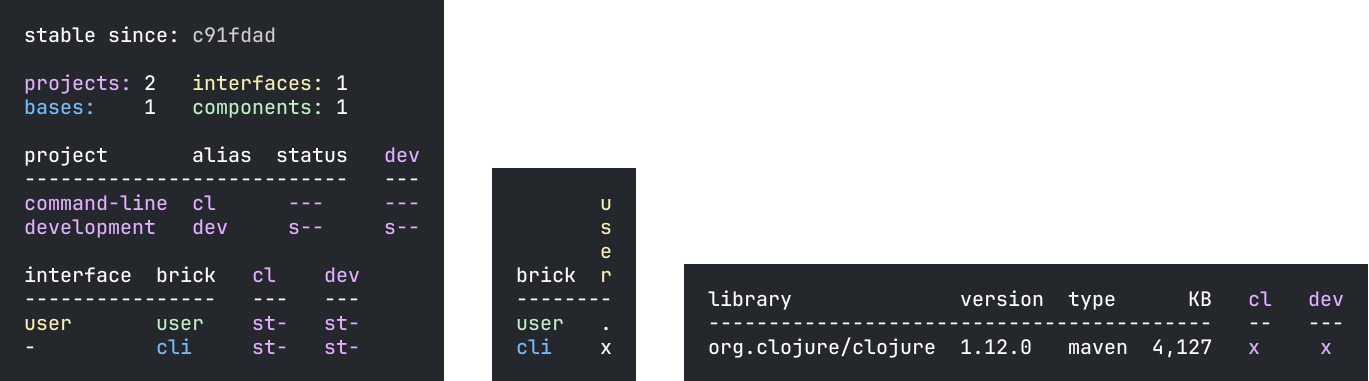 stable since: c91fdad
projects: 2   interfaces: 1
bases:    1   components: 1
project       alias  status   dev
---------------------------   ---
command-line  cl      ---     ---
development   dev     s--     s--
interface  brick   cl    dev
----------------   ---   ---
user       user    st-   st-
-          cli     st-   st-
u
s
e
brick  r
--------
user   .
cli    x
library              version  type      KB   cl   dev
------------------------------------------   --   ---
org.clojure/clojure  1.12.0   maven  4,127   x     x